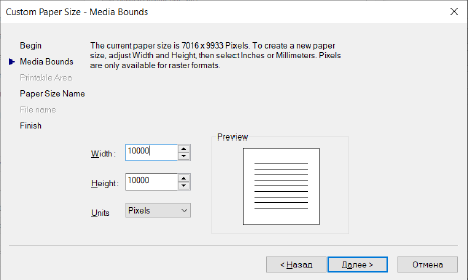 Custom Paper Size - Media Bounds
Begin
Media Bounds
Printable Area
Paper Size Name
File name
Finish
The current paper size is 7016 x 9933 Pixels. To create a new paper
size, adjust Width and Height, then select Inches or Millimeters. Pixels
are only available for raster formats.
Width: 10000
Height: 10000
Units Pixels
Preview
< Назад
Далее >
Отмена